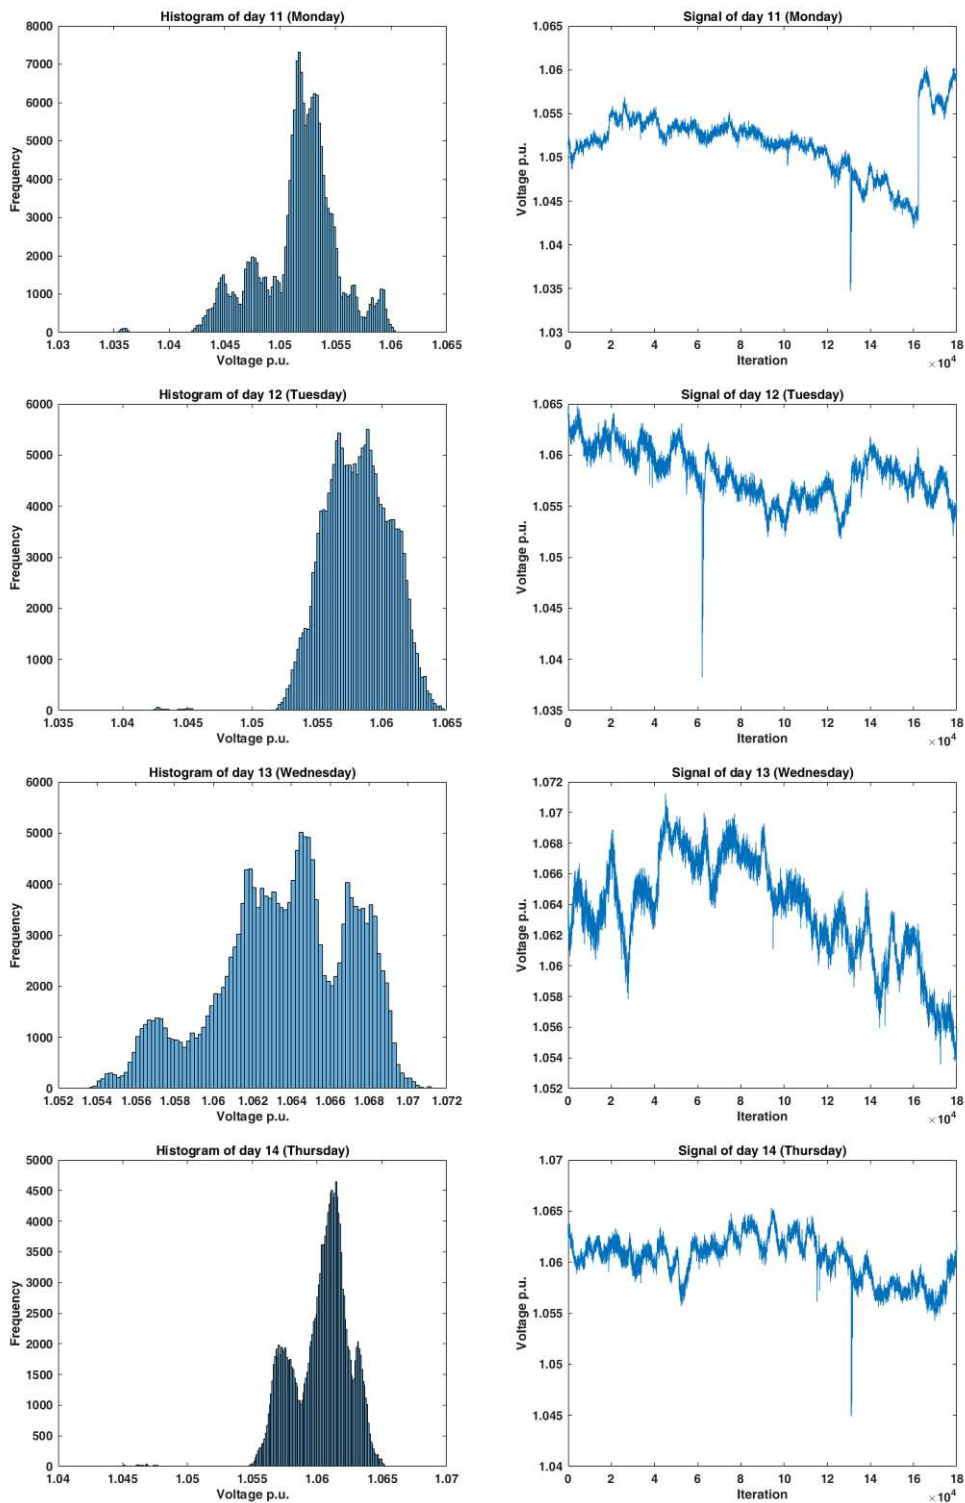 Histogram of day 11 (Monday)
8000
7000
6000
5000
4000
3000
2000
1000
0
Frequency
1.03 1.035 1.04 1.045 1.05 1.055 1.06 1.065
Voltage p.u.
Signal of day 11 (Monday)
1.065
1.06
1.055
1.05
1.045
1.04
1.035
1.03
Voltage p.u.
0 2 4 6 8 10 12 14 16 18
Iteration
×10^4
Histogram of day 12 (Tuesday)
6000
5000
4000
3000
2000
1000
0
Frequency
1.035 1.04 1.045 1.05 1.055 1.06 1.065
Voltage p.u.
Signal of day 12 (Tuesday)
1.065
1.06
1.055
1.05
1.045
1.04
1.035
Voltage p.u.
0 2 4 6 8 10 12 14 16 18
Iteration
×10^4
Histogram of day 13 (Wednesday)
6000
5000
4000
3000
2000
1000
0
Frequency
1.052 1.054 1.056 1.058 1.06 1.062 1.064 1.066 1.068 1.07 1.072
Voltage p.u.
Signal of day 13 (Wednesday)
1.072
1.07
1.068
1.066
1.064
1.062
1.06
1.058
1.056
1.054
1.052
Voltage p.u.
0 2 4 6 8 10 12 14 16 18
Iteration
×10^4
Histogram of day 14 (Thursday)
5000
4500
4000
3500
3000
2500
2000
1500
1000
500
0
Frequency
1.04 1.045 1.05 1.055 1.06 1.065 1.07
Voltage p.u.
Signal of day 14 (Thursday)
1.07
1.065
1.06
1.055
1.05
1.045
1.04
Voltage p.u.
0 2 4 6 8 10 12 14 16 18
Iteration
×10^4